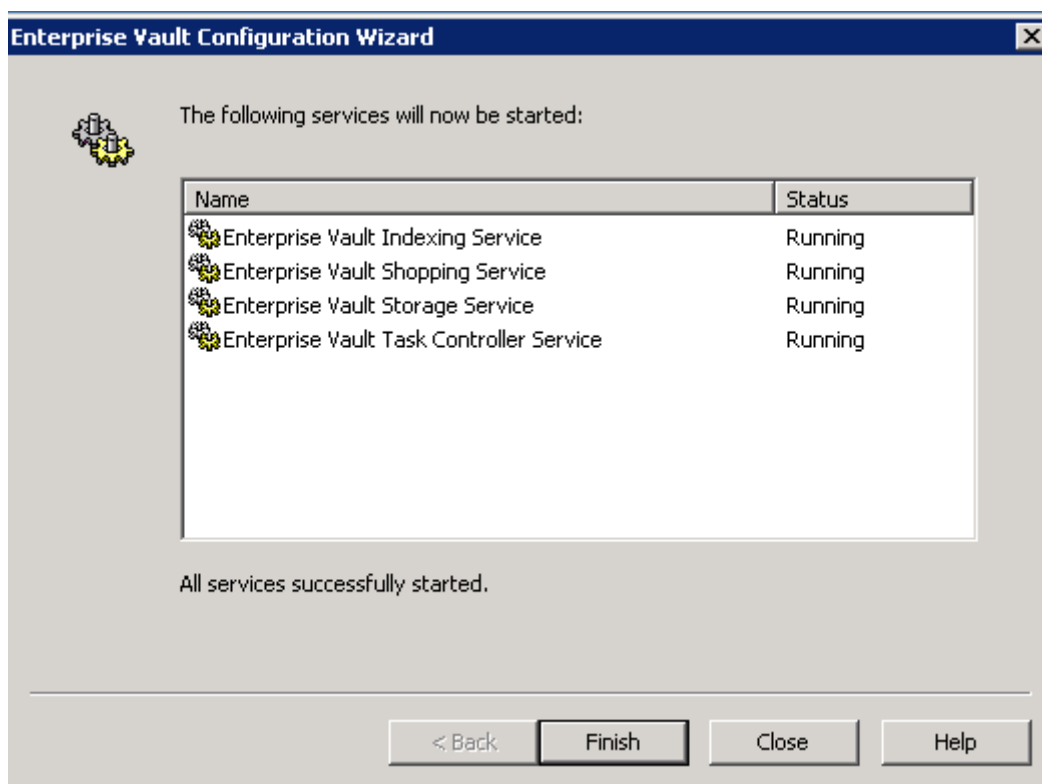 Enterprise Vault Configuration Wizard
The following services will now be started:
Name Status
Enterprise Vault Indexing Service Running
Enterprise Vault Shopping Service Running
Enterprise Vault Storage Service Running
Enterprise Vault Task Controller Service Running
All services successfully started.
< Back Finish Close Help